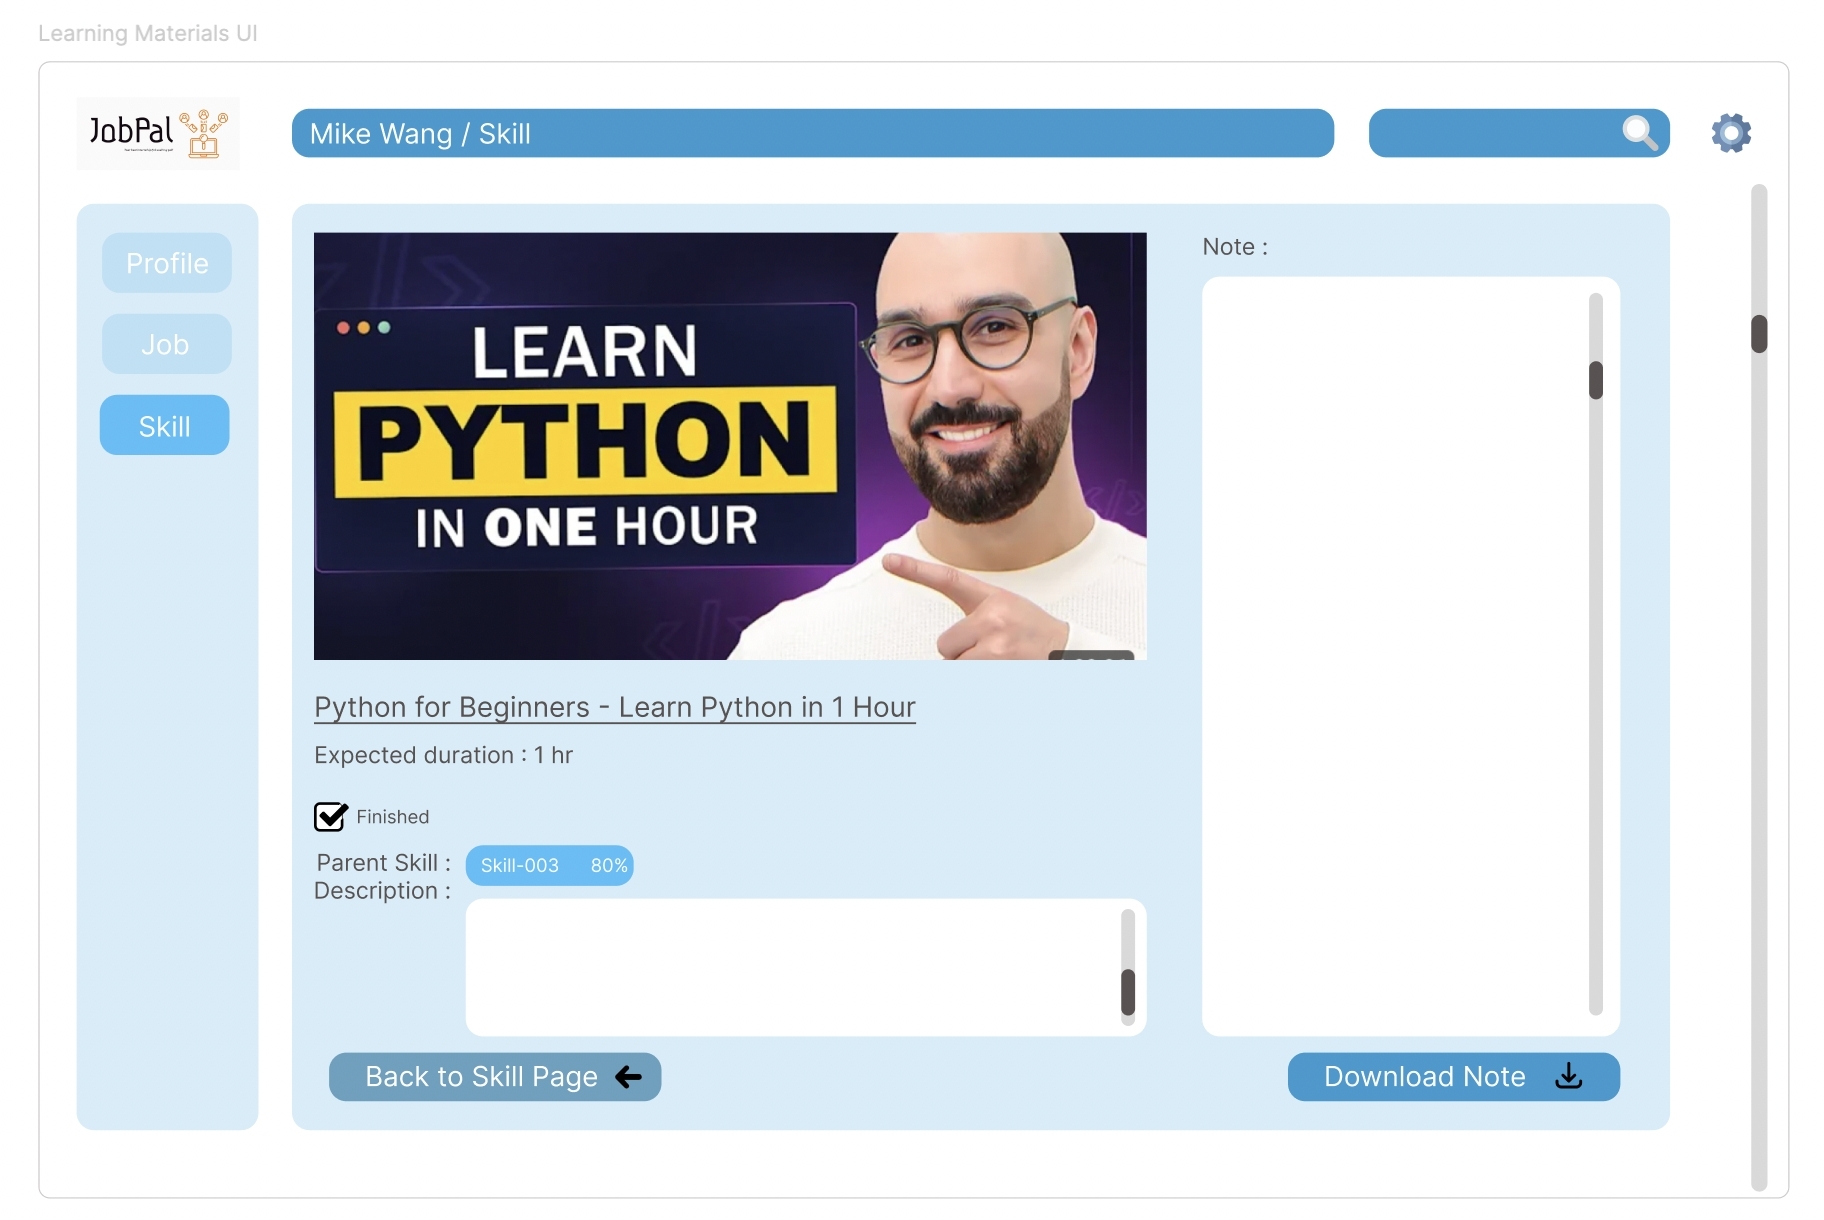 Learning Materials UI
JobPal
Mike Wang / Skill
Profile
Job
Skill
LEARN
PYTHON
IN ONE HOUR
Note :
Python for Beginners - Learn Python in 1 Hour
Expected duration : 1 hr
Finished
Parent Skill :
Skill-003 80%
Description :
Back to Skill Page
Download Note